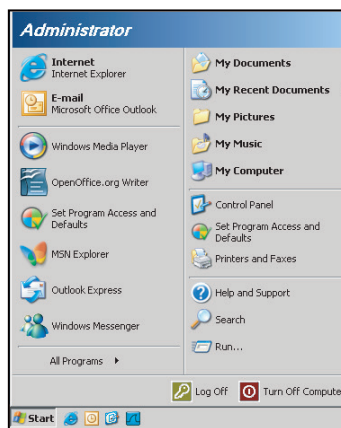 Administrator
Internet
Internet Explorer
E-mail
Microsoft Office Outlook
Windows Media Player
OpenOffice.org Writer
Set Program Access and
Defaults
MSN Explorer
Outlook Express
Windows Messenger
All Programs
My Documents
My Recent Documents
My Pictures
My Music
My Computer
Control Panel
Set Program Access and
Defaults
Printers and Faxes
Help and Support
Search
Run...
Log Off
Turn Off Compute
Start